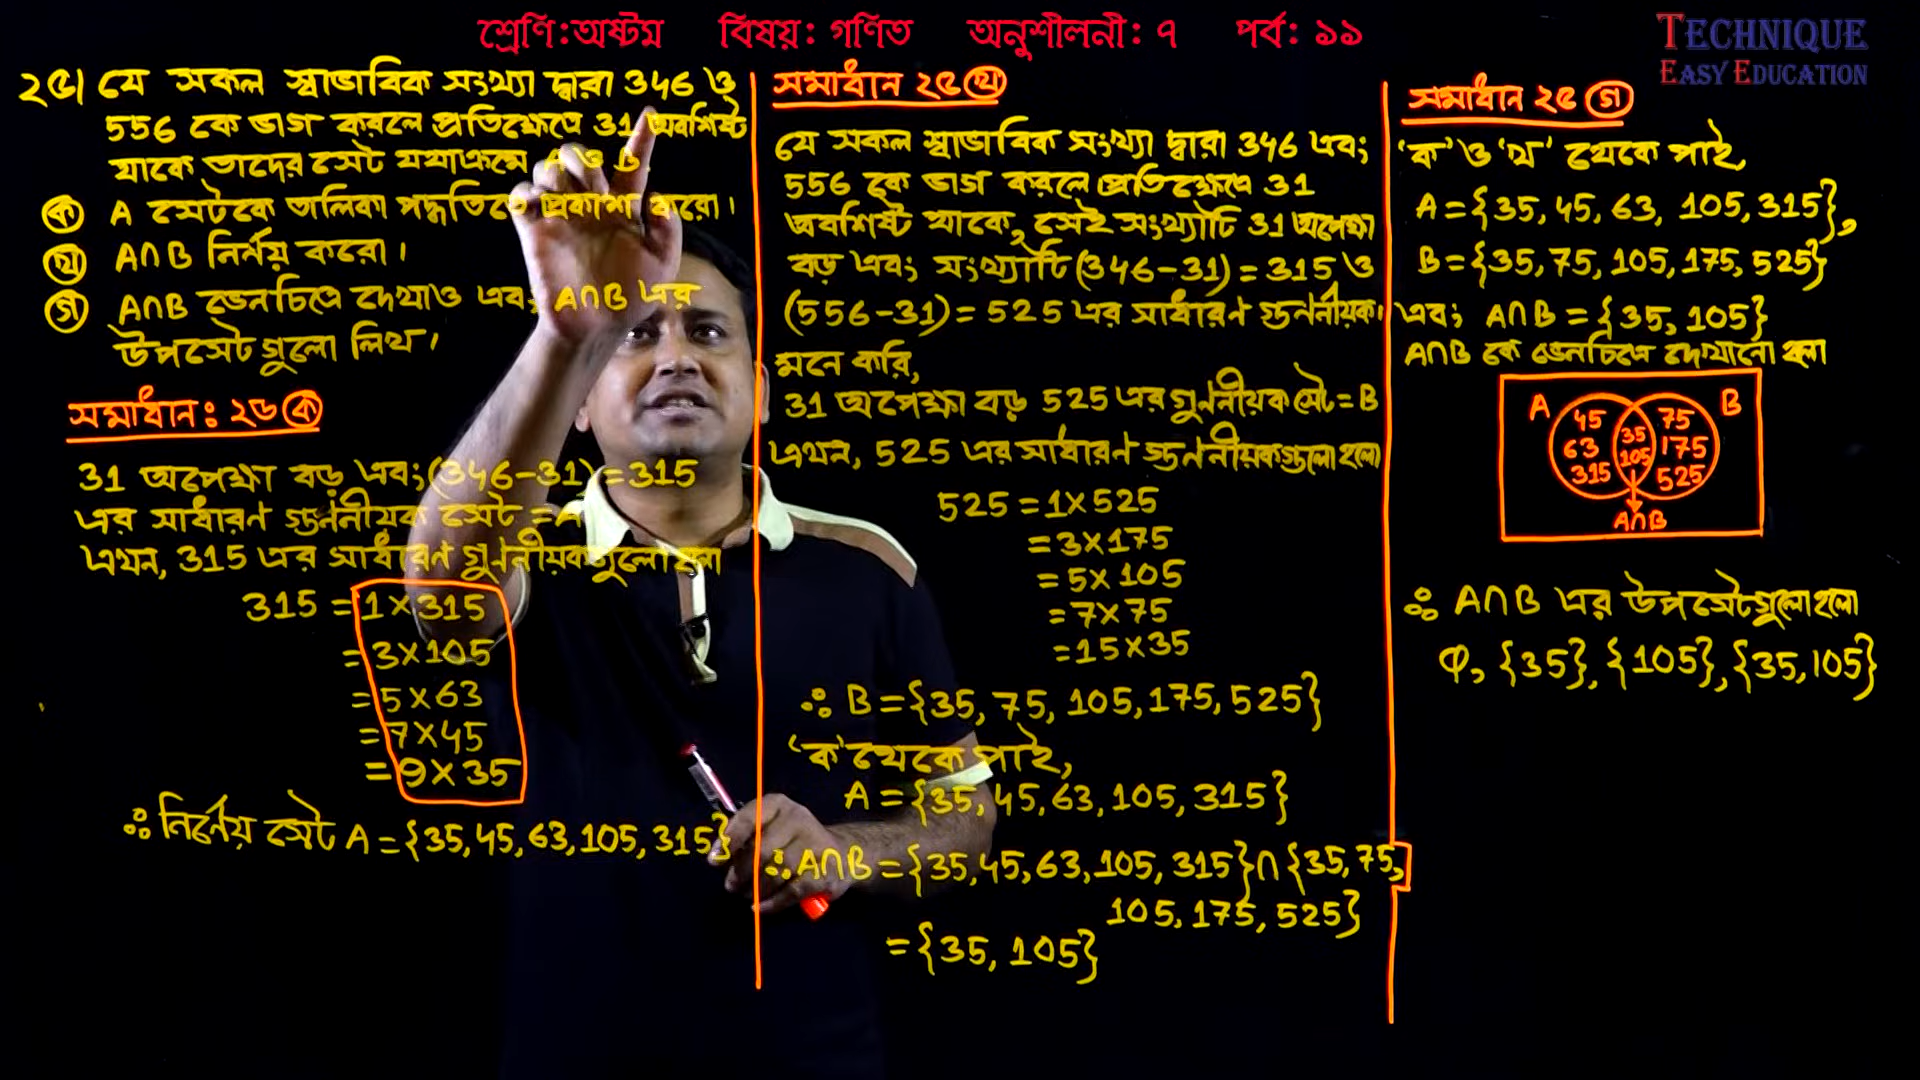 শ্রেণি:অষ্টম বিষয়: গণিত অনুশীলনী: ৭ পর্ব: ১১
TECHNIQUE
EASY EDUCATION
২৫। যে সকল স্বাভাবিক সংখ্যা দ্বারা 346 ও
556 কে ভাগ করলে প্রতিক্ষেত্রে 31 অবশিষ্ট
থাকে তাদের সেট যথাক্রমে A ও B
ক A সেটকে তালিকা পদ্ধতিতে প্রকাশ করো।
খ A∩B নির্ণয় করো।
গ A∩B ভেনচিত্রে দেখাও এবং A∩B এর
উপসেট গুলো লিখ।
সমাধান: ২৫ ক
31 অপেক্ষা বড় এবং (346-31)=315
এর সাধারণ গুণনীয়ক সেট = A
এখন, 315 এর সাধারণ গুণনীয়কগুলো হলো
315 = 1×315
= 3×105
= 5×63
= 7×45
= 9×35
∴ নির্ণেয় সেট A = {35, 45, 63, 105, 315}
সমাধান ২৫ খ
যে সকল স্বাভাবিক সংখ্যা দ্বারা 346 এবং
556 কে ভাগ করলে প্রতিক্ষেত্রে 31
অবশিষ্ট থাকে, সেই সংখ্যাটি 31 অপেক্ষা
বড় এবং সংখ্যাটি (346-31) = 315 ও
(556-31) = 525 এর সাধারণ গুণনীয়ক।
মনে করি,
31 অপেক্ষা বড় 525 এর গুণনীয়ক সেট = B
এখন, 525 এর সাধারণ গুণনীয়কগুলো হলো
525 = 1×525
= 3×175
= 5×105
= 7×75
= 15×35
∴ B = {35, 75, 105, 175, 525}
'ক' থেকে পাই,
A = {35, 45, 63, 105, 315}
∴ A∩B = {35, 45, 63, 105, 315} ∩ {35, 75,
105, 175, 525}
= {35, 105}
সমাধান ২৫ গ
'ক' ও 'খ' থেকে পাই,
A = {35, 45, 63, 105, 315},
B = {35, 75, 105, 175, 525}
এবং A∩B = {35, 105}
A∩B কে ভেনচিত্রে দেখানো হলো
A 45 75 B
63 35 175
315 105 525
A∩B
∴ A∩B এর উপসেটগুলো হলো
φ, {35}, {105}, {35, 105}